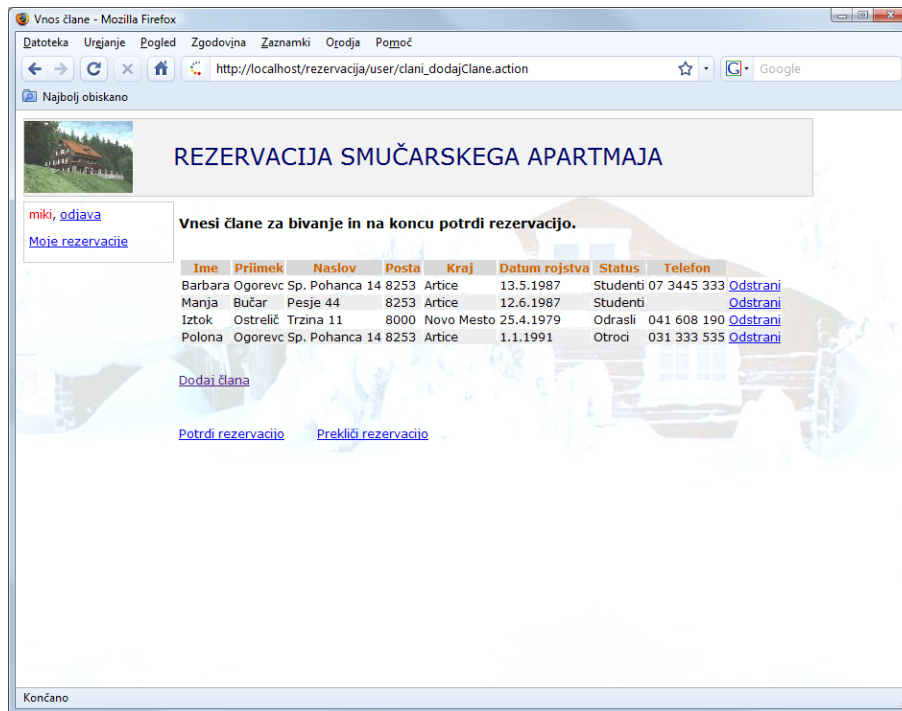 Vnos člane - Mozilla Firefox
Datoteka Urejanje Pogled Zgodovina Zaznamki Orodja Pomoč
http://localhost/rezervacija/user/clani_dodajClane.action G Google
Najbolj obiskano
REZERVACIJA SMUČARSKEGA APARTMAJA
miki, odjava
Moje rezervacije
Vnesi člane za bivanje in na koncu potrdi rezervacijo.
Ime Priimek Naslov Posta Kraj Datum rojstva Status Telefon
Barbara Ogorevc Sp. Pohanca 14 8253 Artice 13.5.1987 Studenti 07 3445 333 Odstrani
Manja Bučar Pesje 44 8253 Artice 12.6.1987 Studenti Odstrani
Iztok Ostrelič Trzina 11 8000 Novo Mesto 25.4.1979 Odrasli 041 608 190 Odstrani
Polona Ogorevc Sp. Pohanca 14 8253 Artice 1.1.1991 Otroci 031 333 535 Odstrani
Dodaj člana
Potrdi rezervacijo Prekliči rezervacijo
Končano